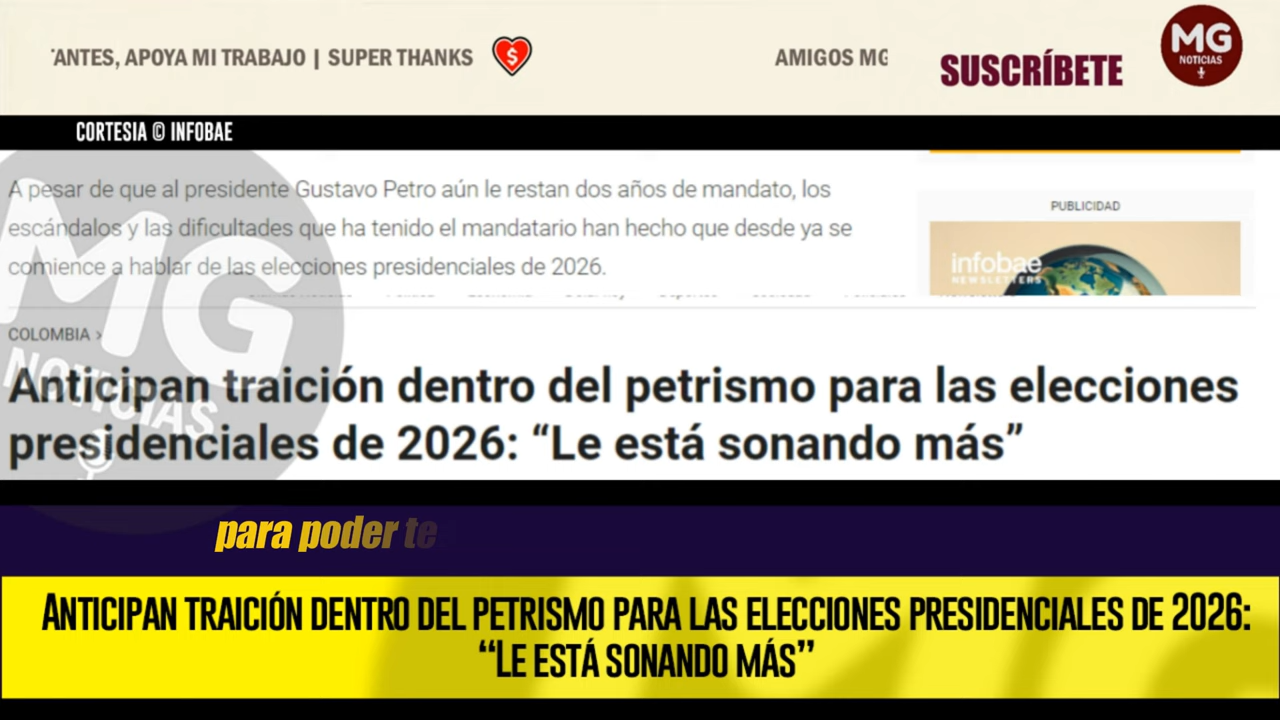 'ANTES, APOYA MI TRABAJO | SUPER THANKS
AMIGOS MG
SUSCRÍBETE
MG
NOTICIAS
CORTESIA © INFOBAE
A pesar de que al presidente Gustavo Petro aún le restan dos años de mandato, los
escándalos y las dificultades que ha tenido el mandatario han hecho que desde ya se
comience a hablar de las elecciones presidenciales de 2026.
PUBLICIDAD
infobae
NEWSLETTERS
MG
NOTICIAS
COLOMBIA >
Anticipan traición dentro del petrismo para las elecciones
presidenciales de 2026: “Le está sonando más”
para poder te
ANTICIPAN TRAICIÓN DENTRO DEL PETRISMO PARA LAS ELECCIONES PRESIDENCIALES DE 2026:
“LE ESTÁ SONANDO MÁS”